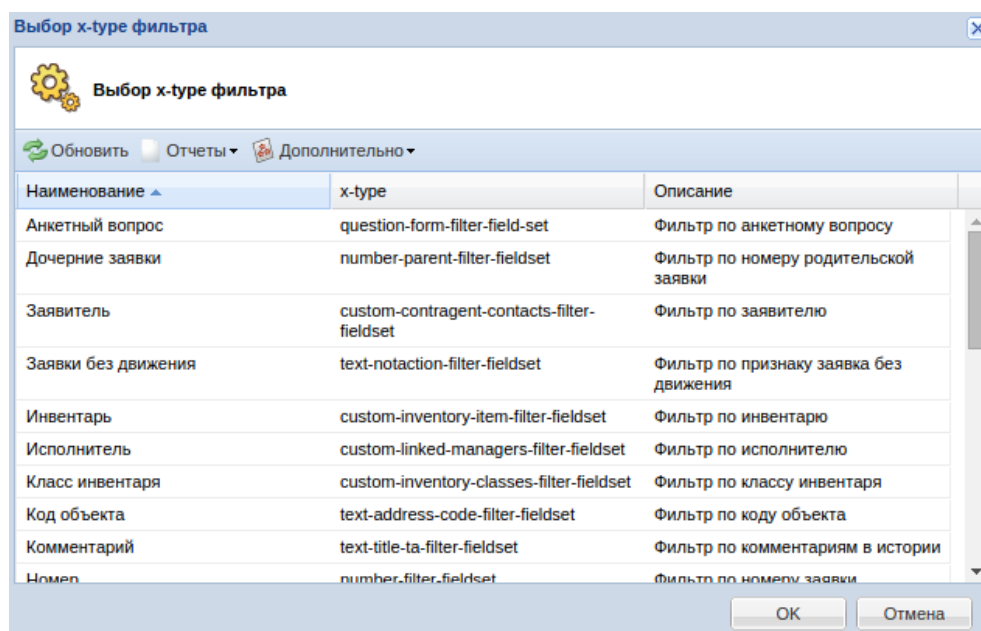 Выбор x-type фильтра
Выбор x-type фильтра
Обновить Отчеты Дополнительно
Наименование x-type Описание
Анкетный вопрос question-form-filter-field-set Фильтр по анкетному вопросу
Дочерние заявки number-parent-filter-fieldset Фильтр по номеру родительской
заявки
Заявитель custom-contragent-contacts-filter- Фильтр по заявителю
fieldset
Заявки без движения text-notaction-filter-fieldset Фильтр по признаку заявка без
движения
Инвентарь custom-inventory-item-filter-fieldset Фильтр по инвентарю
Исполнитель custom-linked-managers-filter-fieldset Фильтр по исполнителю
Класс инвентаря custom-inventory-classes-filter-fieldset Фильтр по классу инвентаря
Код объекта text-address-code-filter-fieldset Фильтр по коду объекта
Комментарий text-title-ta-filter-fieldset Фильтр по комментариям в истории
Номер number-filter-fieldset Фильтр по номеру заявки
OK Отмена